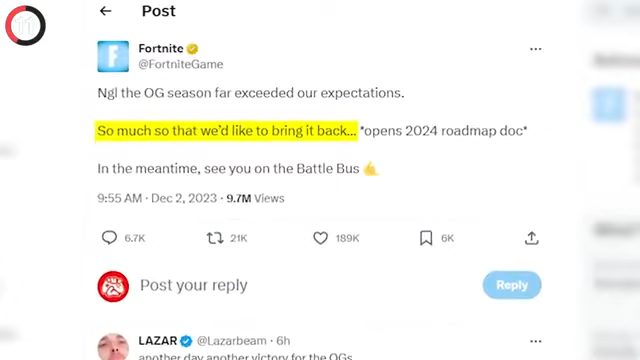 Post
Fortnite
@FortniteGame
Ngl the OG season far exceeded our expectations.
So much so that we'd like to bring it back... *opens 2024 roadmap doc*
In the meantime, see you on the Battle Bus 🤙
9:55 AM · Dec 2, 2023 · 9.7M Views
6.7K 21K 189K 6K
Post your reply
Reply
LAZAR @Lazarbeam · 6h
another day another victory for the OGs